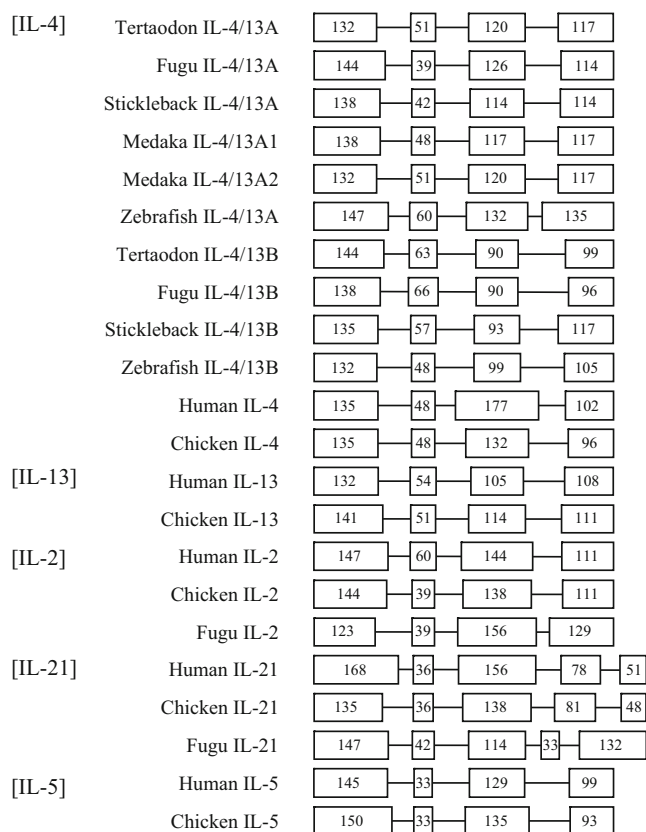 [IL-4] Tertaodon IL-4/13A 132 51 120 117
Fugu IL-4/13A 144 39 126 114
Stickleback IL-4/13A 138 42 114 114
Medaka IL-4/13A1 138 48 117 117
Medaka IL-4/13A2 132 51 120 117
Zebrafish IL-4/13A 147 60 132 135
Tertaodon IL-4/13B 144 63 90 99
Fugu IL-4/13B 138 66 90 96
Stickleback IL-4/13B 135 57 93 117
Zebrafish IL-4/13B 132 48 99 105
Human IL-4 135 48 177 102
Chicken IL-4 135 48 132 96
[IL-13] Human IL-13 132 54 105 108
Chicken IL-13 141 51 114 111
[IL-2] Human IL-2 147 60 144 111
Chicken IL-2 144 39 138 111
Fugu IL-2 123 39 156 129
[IL-21] Human IL-21 168 36 156 78 51
Chicken IL-21 135 36 138 81 48
Fugu IL-21 147 42 114 33 132
[IL-5] Human IL-5 145 33 129 99
Chicken IL-5 150 33 135 93